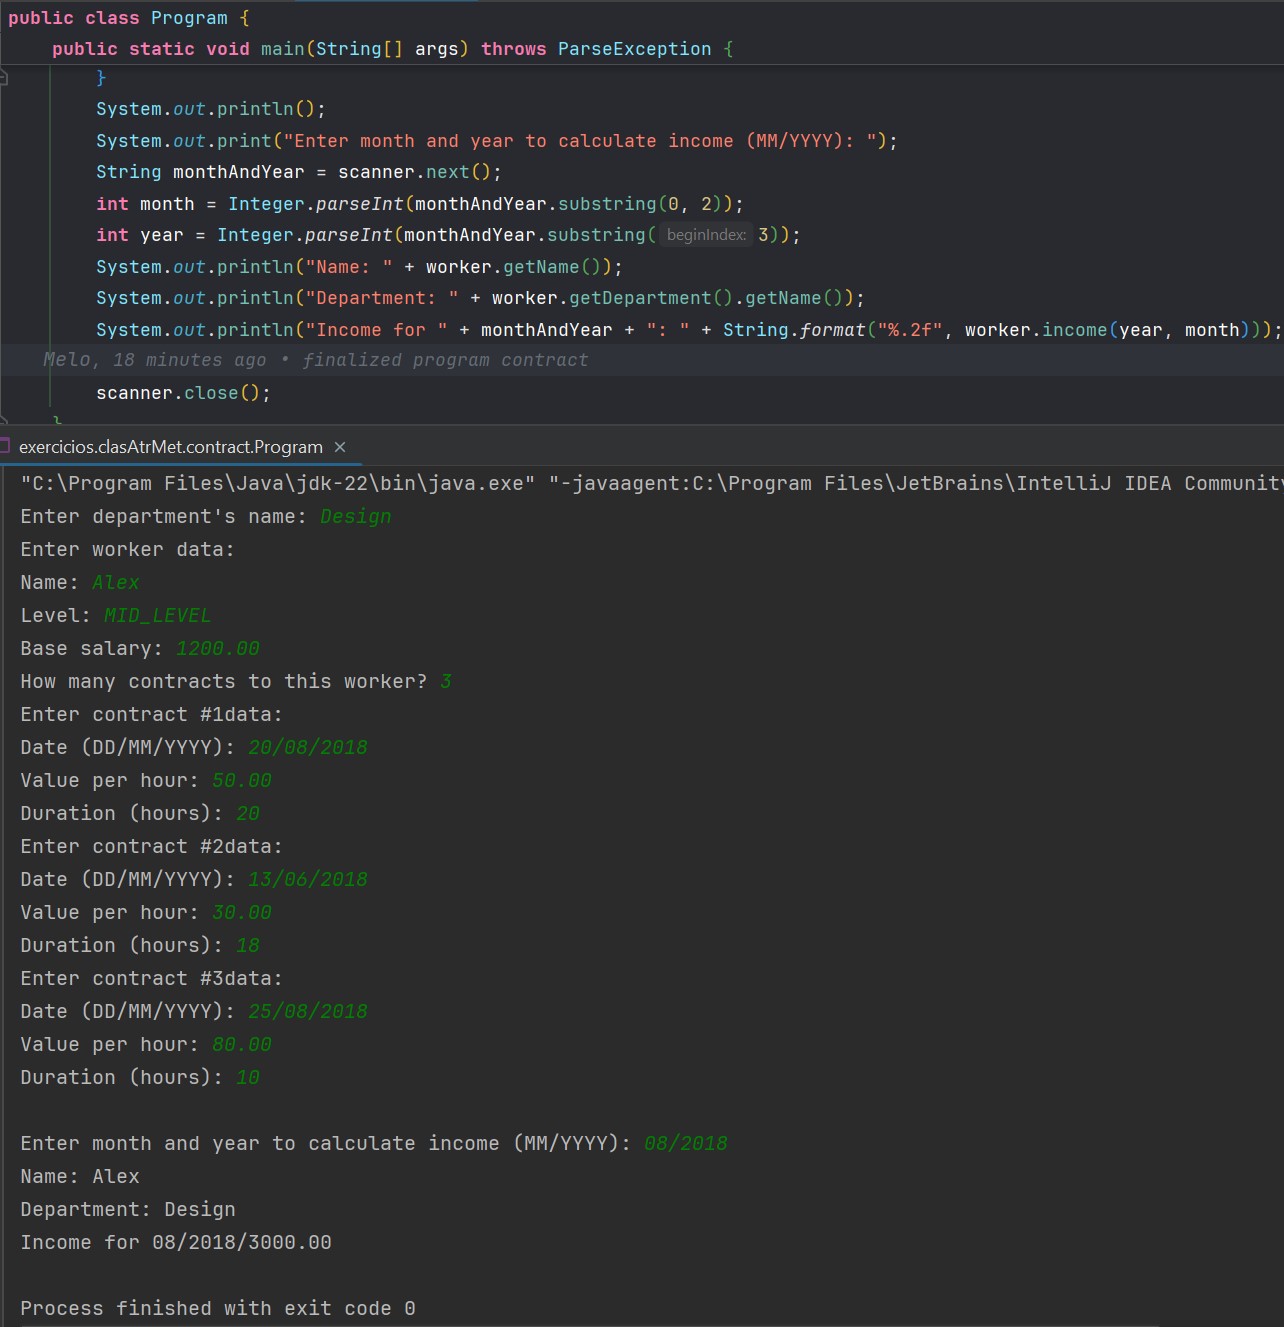 public class Program {
public static void main(String[] args) throws ParseException {
}
System.out.println();
System.out.print("Enter month and year to calculate income (MM/YYYY): ");
String monthAndYear = scanner.next();
int month = Integer.parseInt(monthAndYear.substring(0, 2));
int year = Integer.parseInt(monthAndYear.substring( beginIndex: 3));
System.out.println("Name: " + worker.getName());
System.out.println("Department: " + worker.getDepartment().getName());
System.out.println("Income for " + monthAndYear + ": " + String.format("%.2f", worker.income(year, month)));
Melo, 18 minutes ago • finalized program contract
scanner.close();
}
exercicios.clasAtrMet.contract.Program ×
"C:\Program Files\Java\jdk-22\bin\java.exe" "-javaagent:C:\Program Files\JetBrains\IntelliJ IDEA Community
Enter department's name: Design
Enter worker data:
Name: Alex
Level: MID_LEVEL
Base salary: 1200.00
How many contracts to this worker? 3
Enter contract #1data:
Date (DD/MM/YYYY): 20/08/2018
Value per hour: 50.00
Duration (hours): 20
Enter contract #2data:
Date (DD/MM/YYYY): 13/06/2018
Value per hour: 30.00
Duration (hours): 18
Enter contract #3data:
Date (DD/MM/YYYY): 25/08/2018
Value per hour: 80.00
Duration (hours): 10
Enter month and year to calculate income (MM/YYYY): 08/2018
Name: Alex
Department: Design
Income for 08/2018/3000.00
Process finished with exit code 0